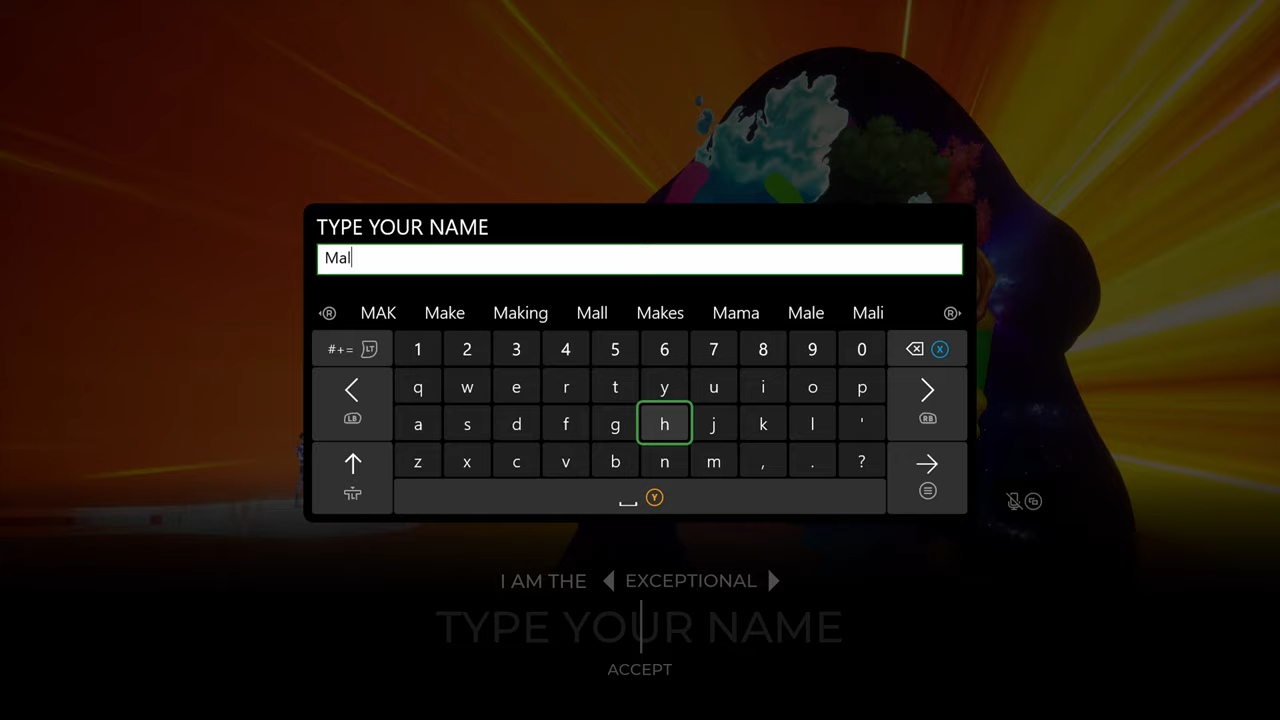 TYPE YOUR NAME
Mal
R MAK Make Making Mall Makes Mama Male Mali R
#+= LT 1 2 3 4 5 6 7 8 9 0 X
q w e r t y u i o p
LB RB
a s d f g h j k l '
z x c v b n m , . ?
LT Y
I AM THE EXCEPTIONAL
TYPE YOUR NAME
ACCEPT